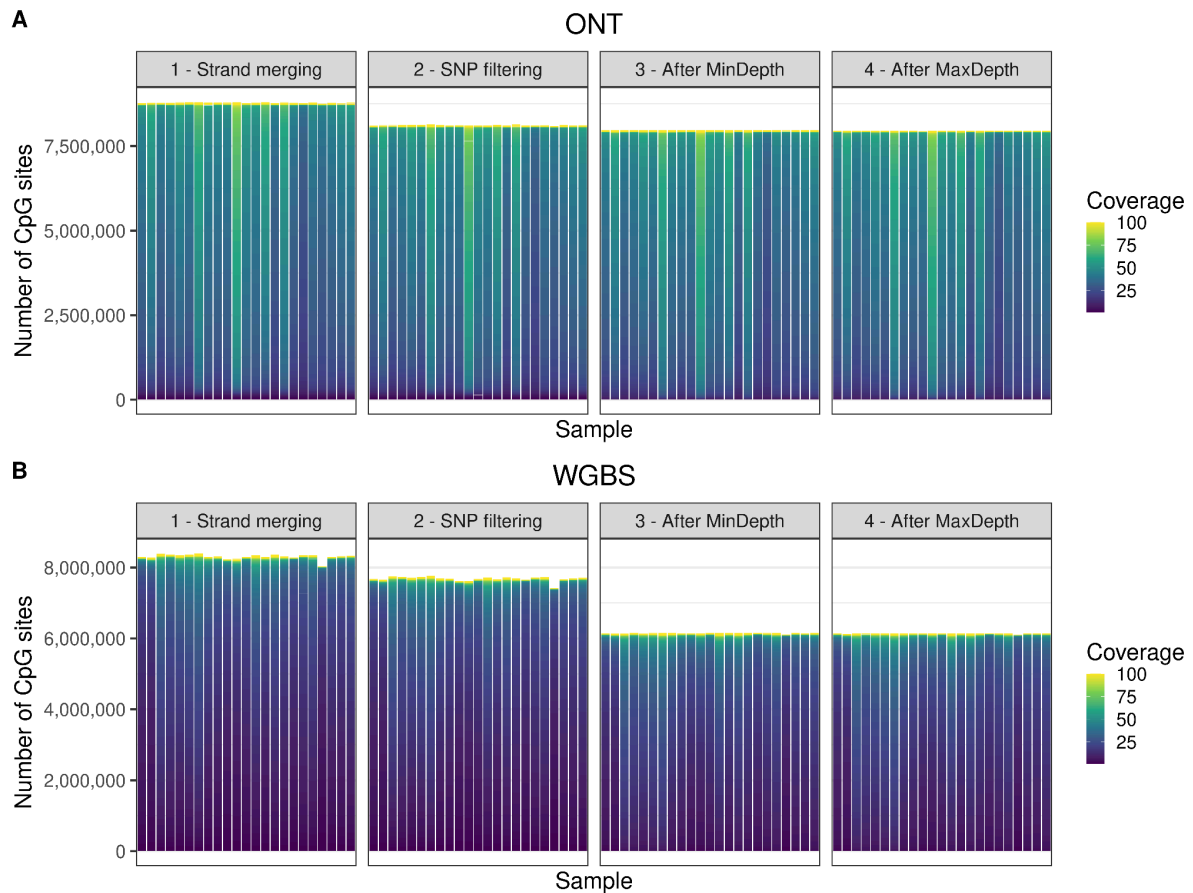 A
ONT
1 - Strand merging
2 - SNP filtering
3 - After MinDepth
4 - After MaxDepth
Number of CpG sites
7,500,000
5,000,000
2,500,000
0
Sample
Coverage
100
75
50
25
B
WGBS
1 - Strand merging
2 - SNP filtering
3 - After MinDepth
4 - After MaxDepth
Number of CpG sites
8,000,000
6,000,000
4,000,000
2,000,000
0
Sample
Coverage
100
75
50
25